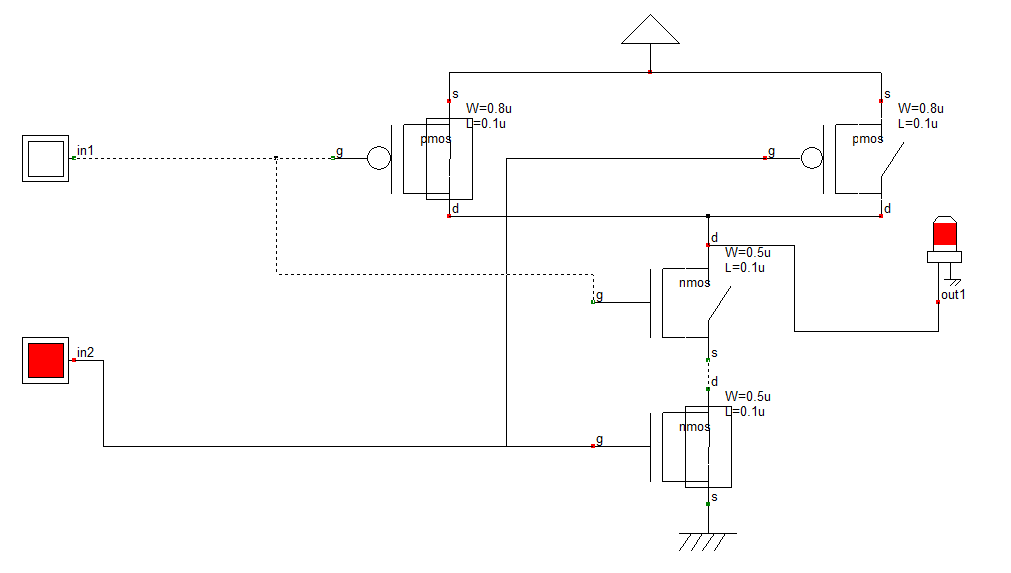 s
W=0.8u
L=0.1u
pmos
g
d
s
W=0.8u
L=0.1u
pmos
g
d
in1
d
W=0.5u
L=0.1u
nmos
g
s
out1
in2
d
W=0.5u
L=0.1u
nmos
g
s